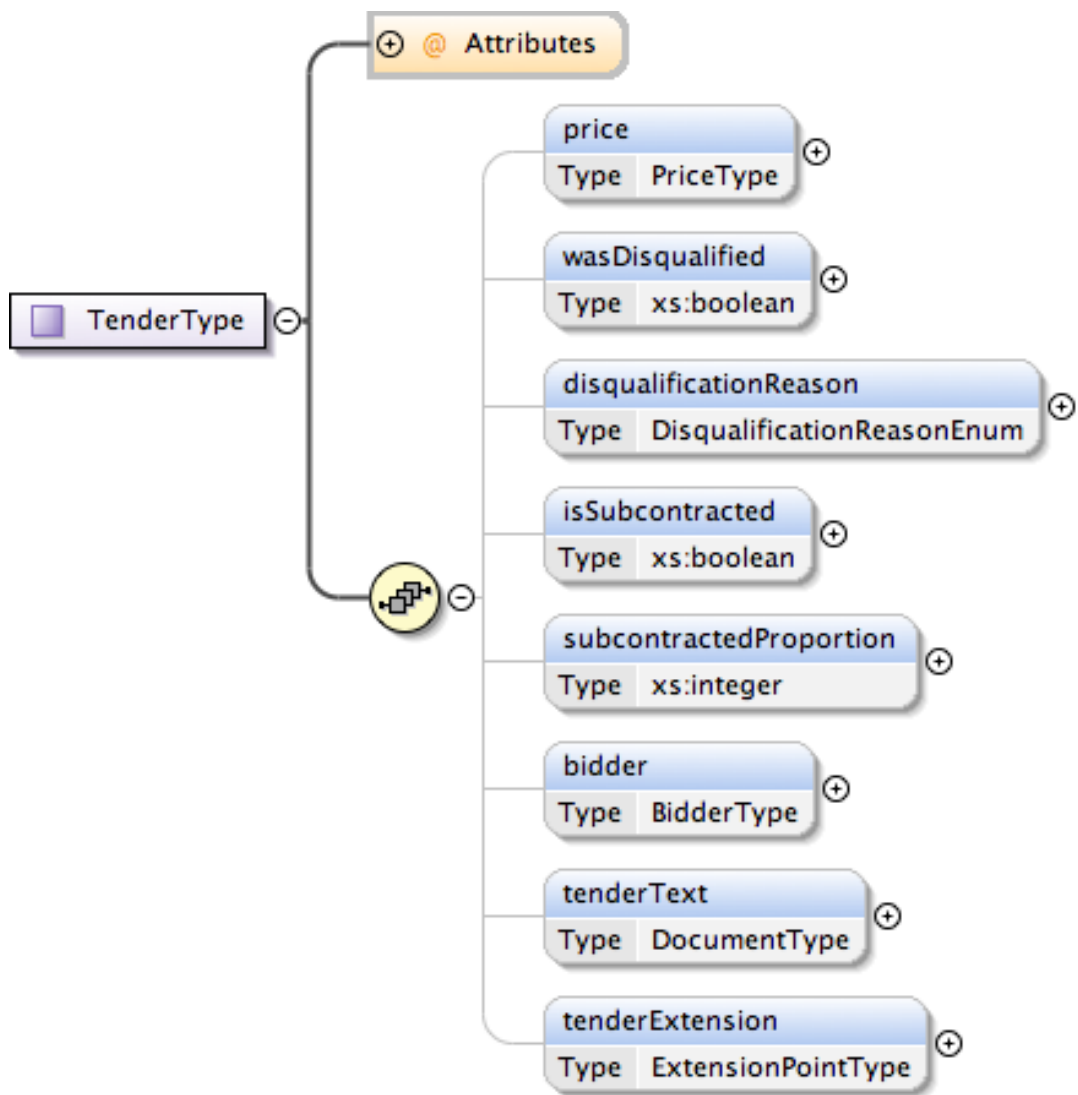 @ Attributes
price
Type PriceType
wasDisqualified
Type xs:boolean
TenderType
disqualificationReason
Type DisqualificationReasonEnum
isSubcontracted
Type xs:boolean
subcontractedProportion
Type xs:integer
bidder
Type BidderType
tenderText
Type DocumentType
tenderExtension
Type ExtensionPointType